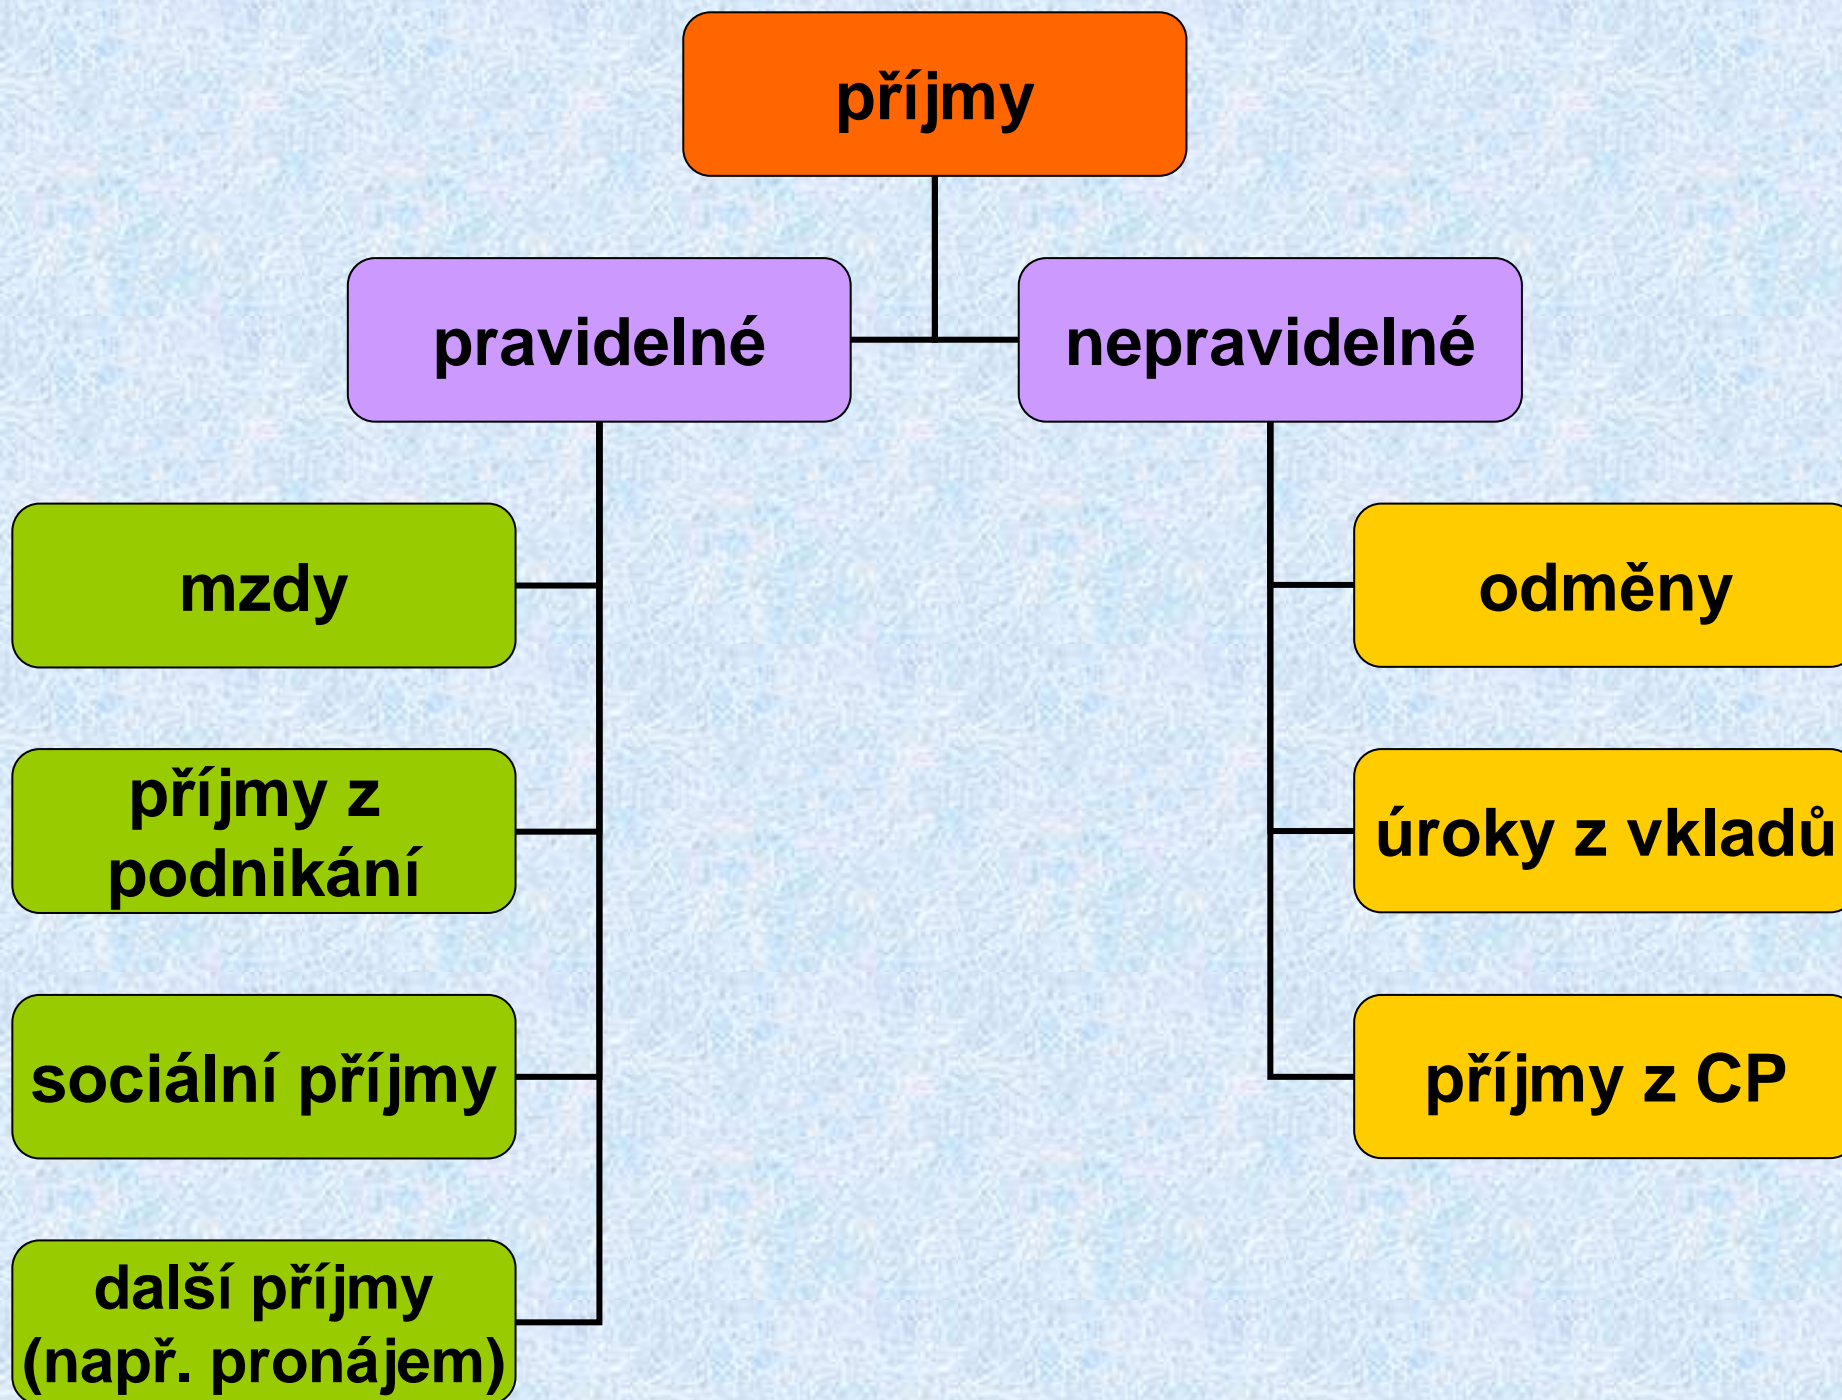 příjmy
pravidelné
nepravidelné
mzdy
odměny
příjmy z
podnikání
úroky z vkladů
sociální příjmy
příjmy z CP
další příjmy
(např. pronájem)